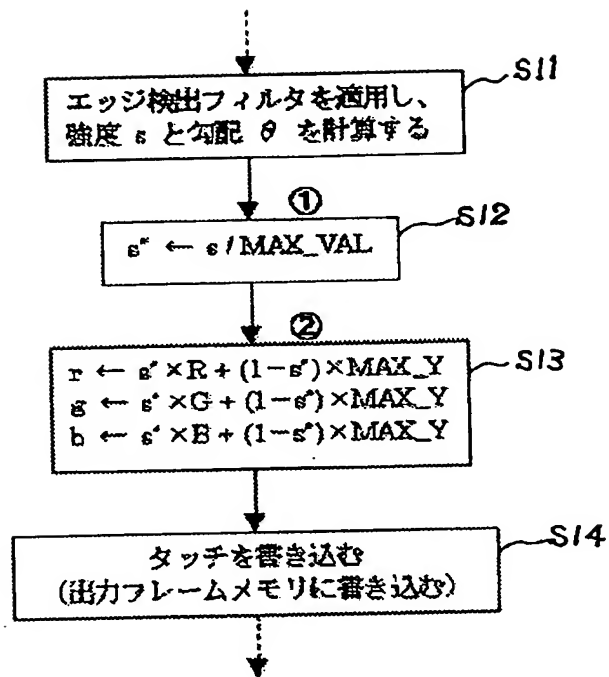 S11
エッジ検出フィルタを適用し、
強度 s と勾配 θ を計算する
①
S12
s* ← s / MAX_VAL
②
S13
r ← s* ×R + (1−s*) ×MAX_Y
g ← s* ×G + (1−s*) ×MAX_Y
b ← s* ×B + (1−s*) ×MAX_Y
S14
タッチを書き込む
(出力フレームメモリに書き込む)